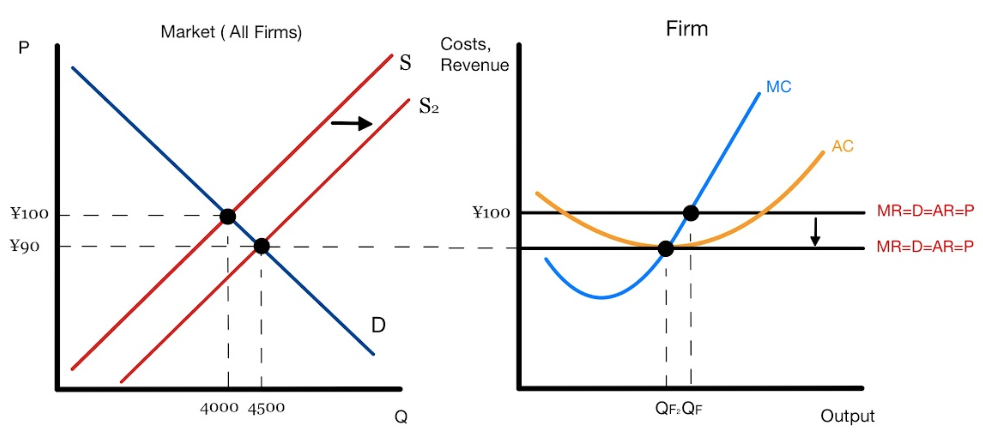 Market ( All Firms)
P
S
S₂
¥100
¥90
D
4000 4500
Q
Firm
Costs,
Revenue
MC
AC
¥100
MR=D=AR=P
MR=D=AR=P
QF₂ QF
Output